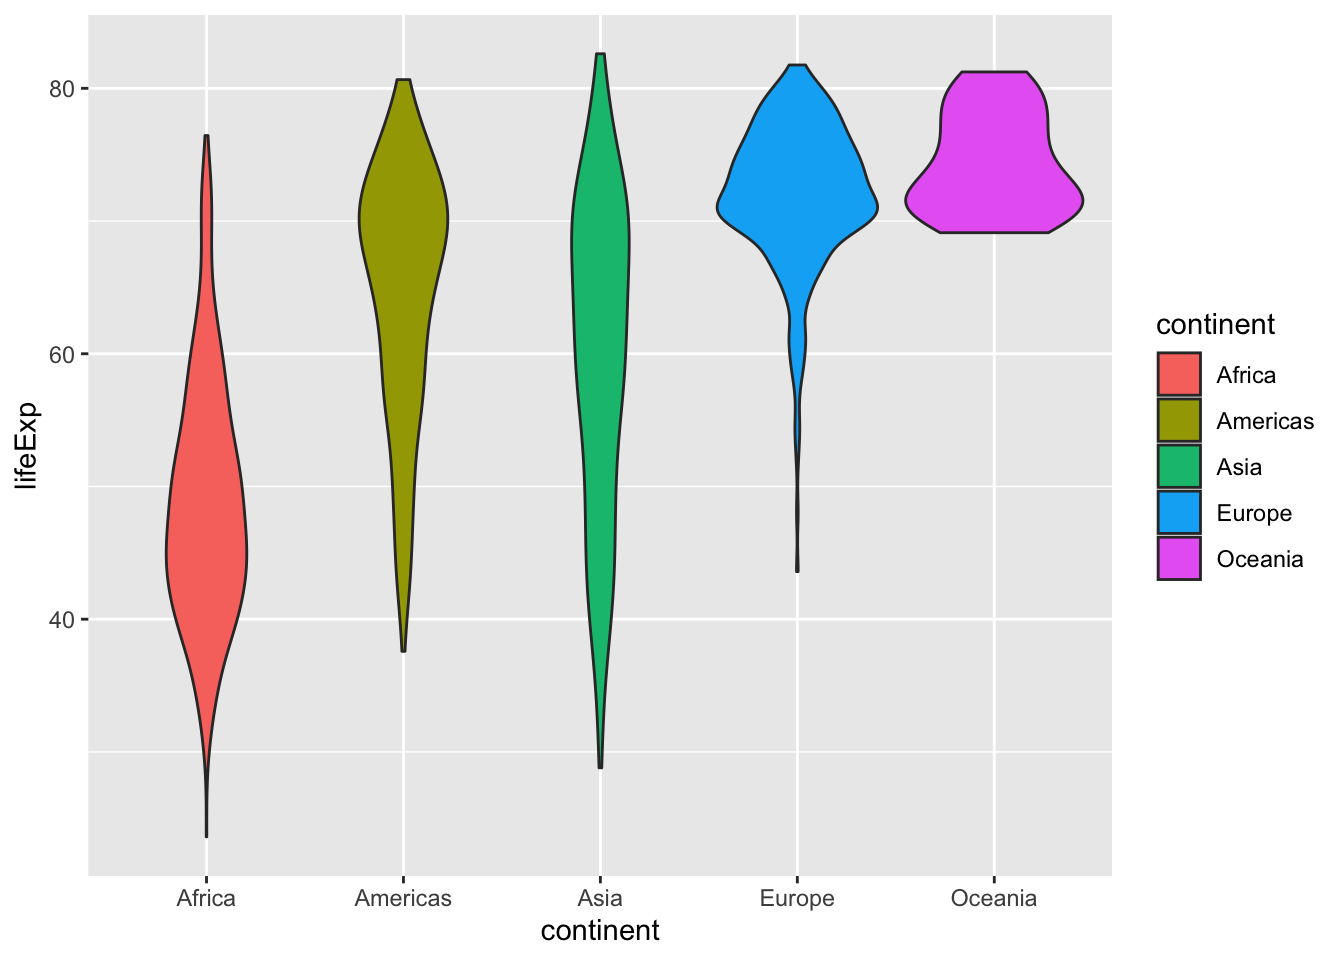 80
60
40
lifeExp
Africa
Americas
Asia
Europe
Oceania
continent
continent
Africa
Americas
Asia
Europe
Oceania